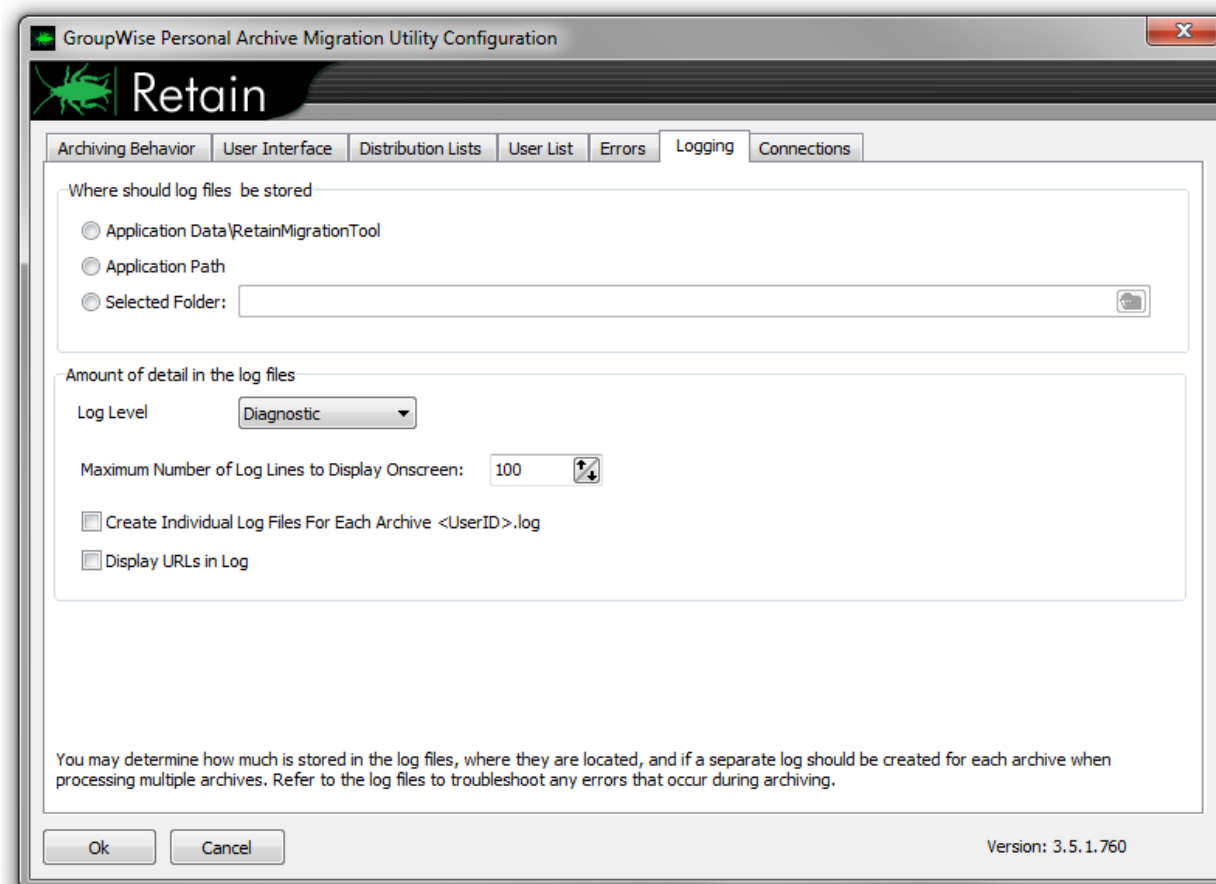 GroupWise Personal Archive Migration Utility Configuration
Retain
Archiving Behavior User Interface Distribution Lists User List Errors Logging Connections
Where should log files be stored
Application Data\RetainMigrationTool
Application Path
Selected Folder:
Amount of detail in the log files
Log Level Diagnostic
Maximum Number of Log Lines to Display Onscreen: 100
Create Individual Log Files For Each Archive <UserID>.log
Display URLs in Log
You may determine how much is stored in the log files, where they are located, and if a separate log should be created for each archive when
processing multiple archives. Refer to the log files to troubleshoot any errors that occur during archiving.
Ok Cancel Version: 3.5.1.760